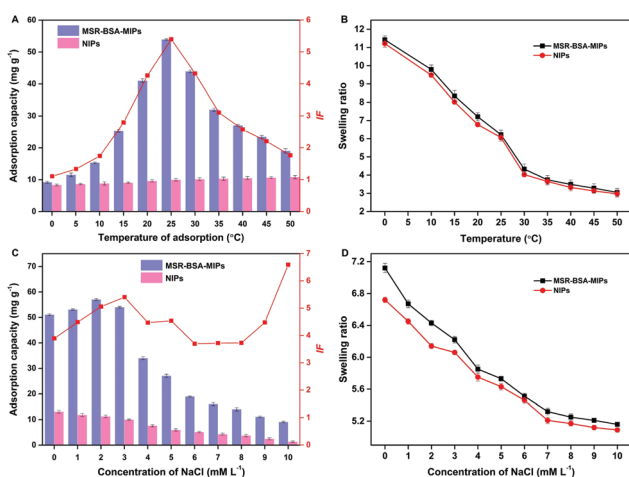 A
MSR-BSA-MIPs
NIPs
Adsorption capacity (mg g-1)
60
50
40
30
20
10
0
6
5
4
3
2
1
0
IF
0 5 10 15 20 25 30 35 40 45 50
Temperature of adsorption (°C)
B
MSR-BSA-MIPs
NIPs
Swelling ratio
12
11
10
9
8
7
6
5
4
3
2
0 5 10 15 20 25 30 35 40 45 50
Temperature (°C)
C
MSR-BSA-MIPs
NIPs
Adsorption capacity (mg g-1)
70
60
50
40
30
20
10
0
7
6
5
4
3
2
1
0
IF
0 1 2 3 4 5 6 7 8 9 10
Concentration of NaCl (mM L-1)
D
MSR-BSA-MIPs
NIPs
Swelling ratio
7.2
6.8
6.4
6.0
5.6
5.2
0 1 2 3 4 5 6 7 8 9 10
Concentration of NaCl (mM L-1)